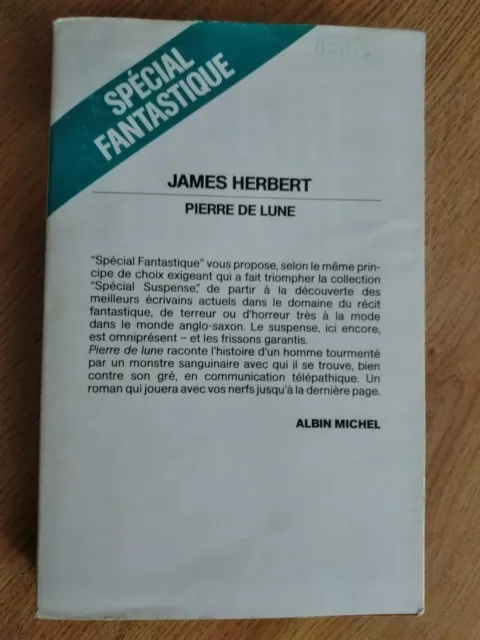 SPÉCIAL
FANTASTIQUE
JAMES HERBERT
PIERRE DE LUNE
"Spécial Fantastique" vous propose, selon le même prin-
cipe de choix exigeant qui a fait triompher la collection
"Spécial Suspense," de partir à la découverte des
meilleurs écrivains actuels dans le domaine du récit
fantastique, de terreur ou d'horreur très à la mode
dans le monde anglo-saxon. Le suspense, ici encore,
est omniprésent – et les frissons garantis.
Pierre de lune raconte l'histoire d'un homme tourmenté
par un monstre sanguinaire avec qui il se trouve, bien
contre son gré, en communication télépathique. Un
roman qui jouera avec vos nerfs jusqu'à la dernière page.
ALBIN MICHEL